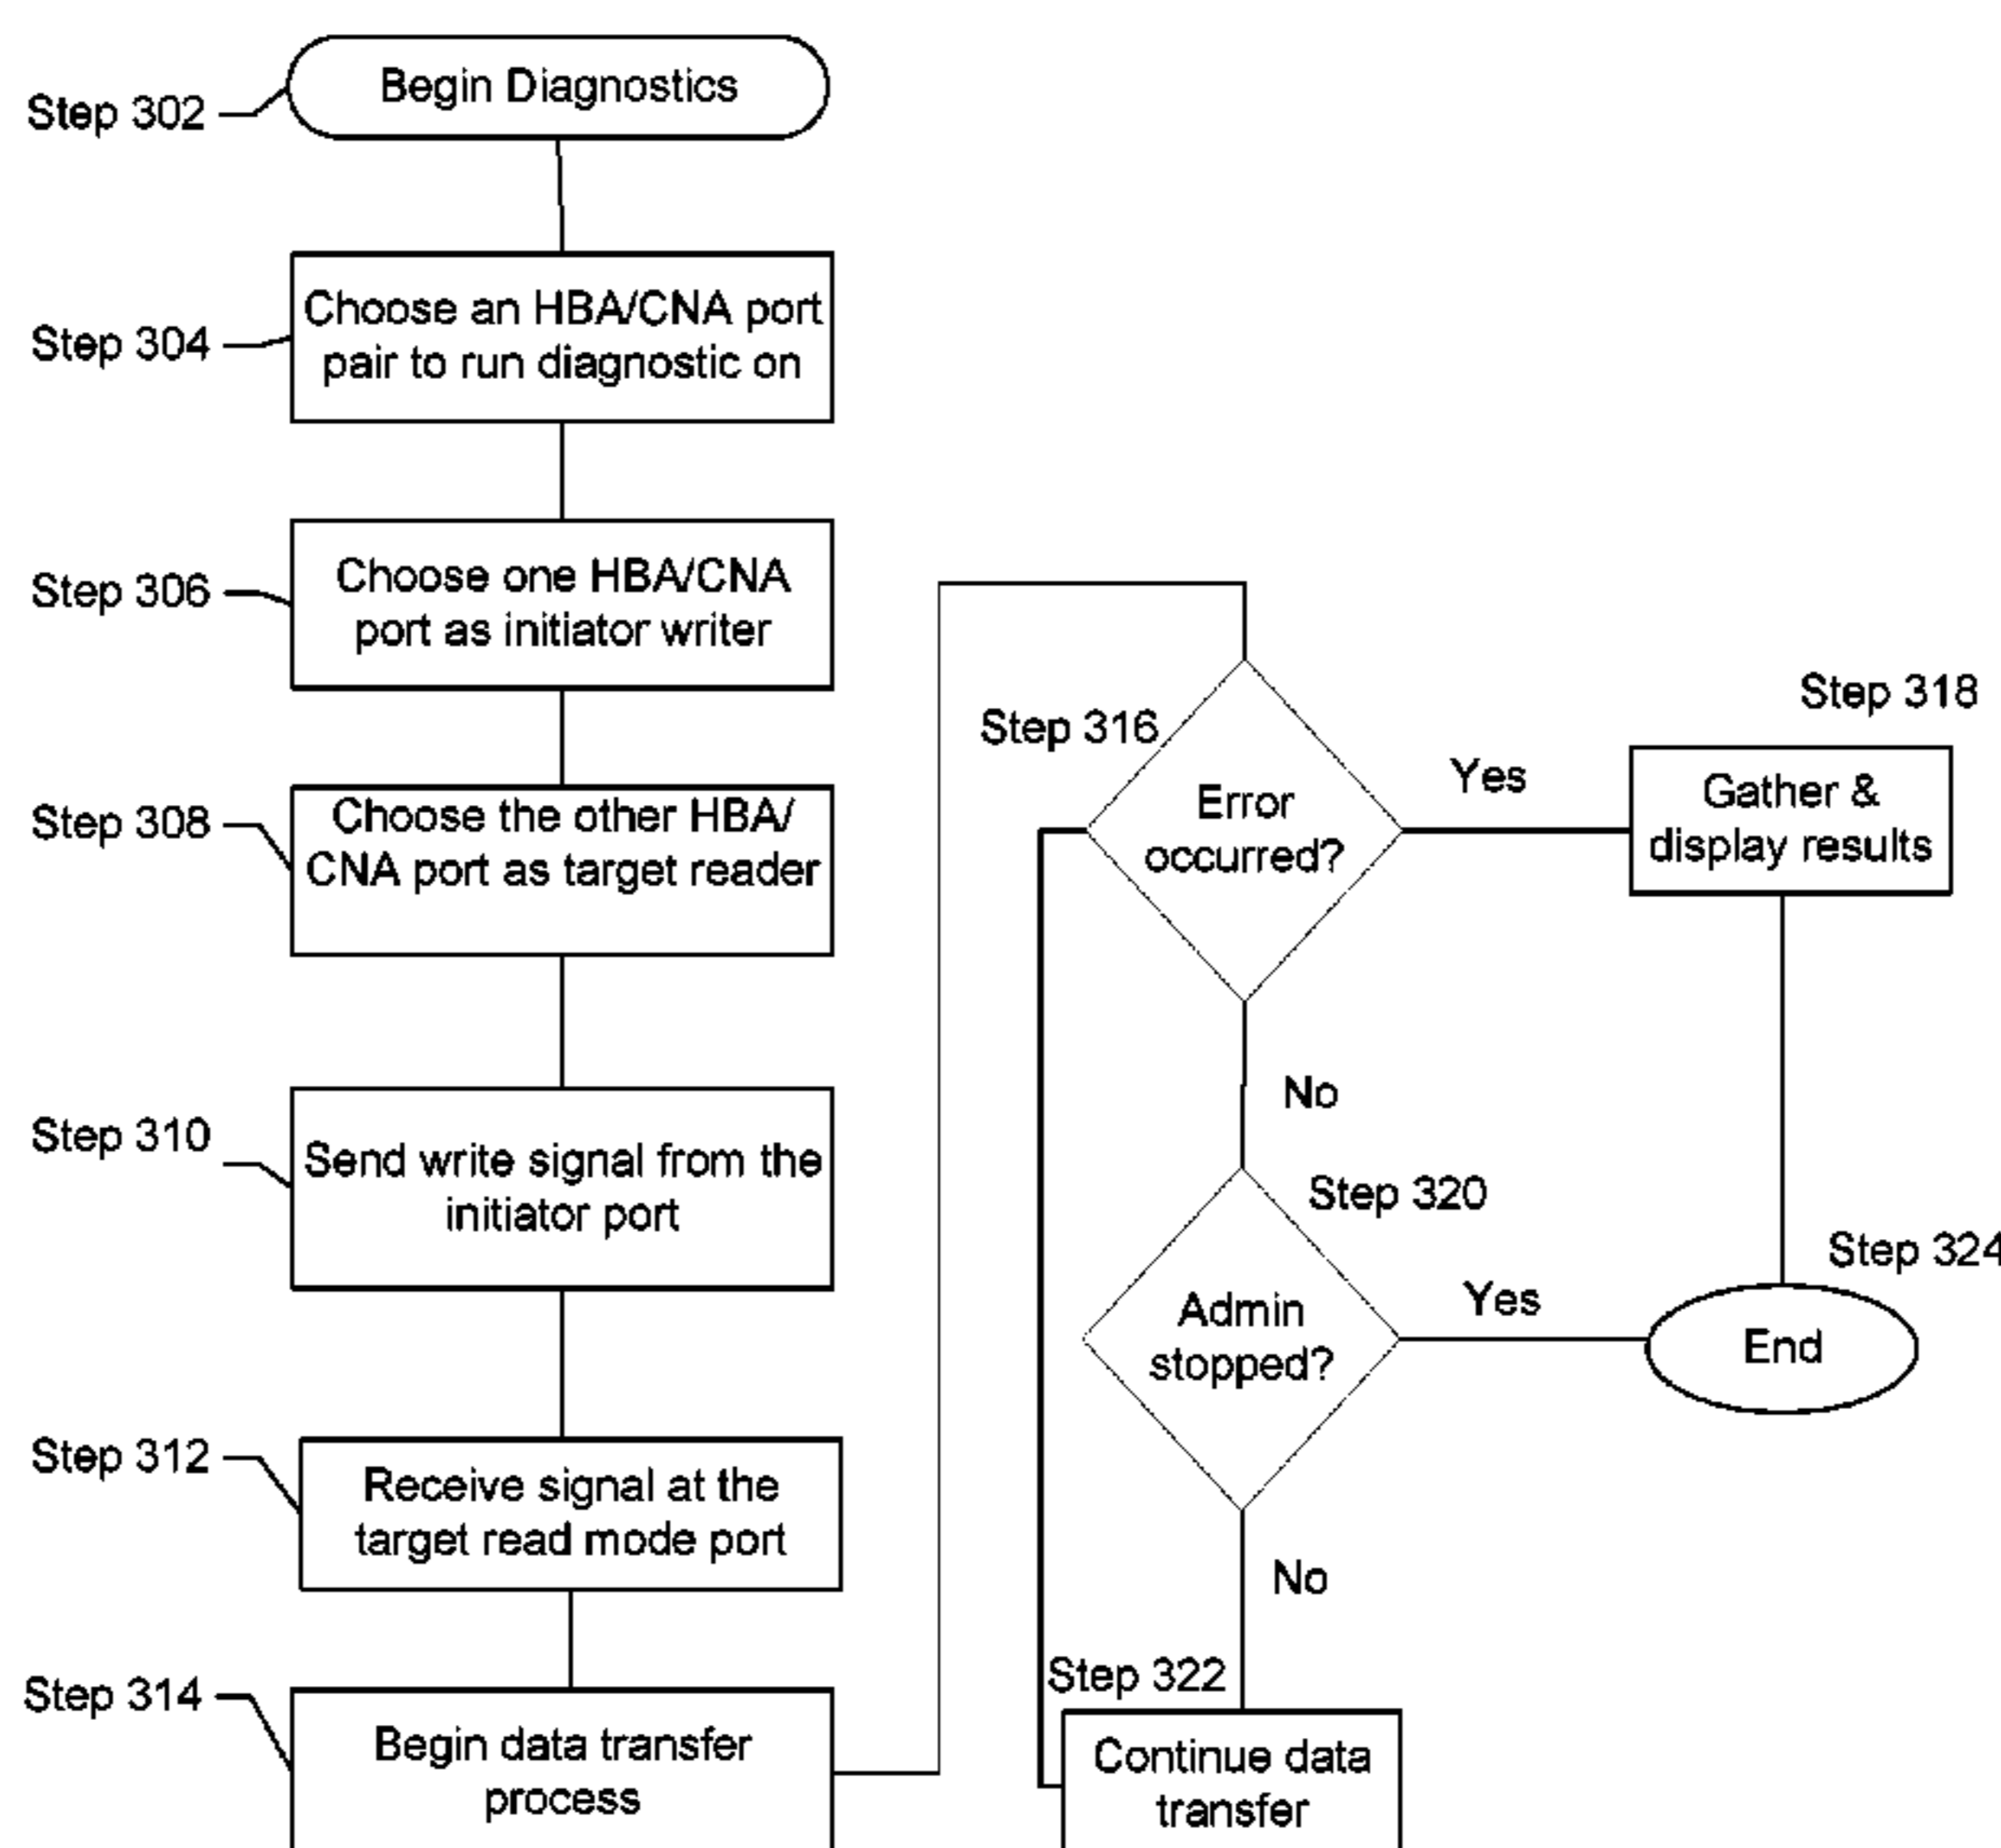 Step 302
Begin Diagnostics
Step 304
Choose an HBA/CNA port
pair to run diagnostic on
Step 306
Choose one HBA/CNA
port as initiator writer
Step 308
Choose the other HBA/
CNA port as target reader
Step 310
Send write signal from the
initiator port
Step 312
Receive signal at the
target read mode port
Step 314
Begin data transfer
process
Step 316
Error
occurred?
Yes
Step 318
Gather &
display results
No
Step 320
Admin
stopped?
Yes
Step 324
End
No
Step 322
Continue data
transfer